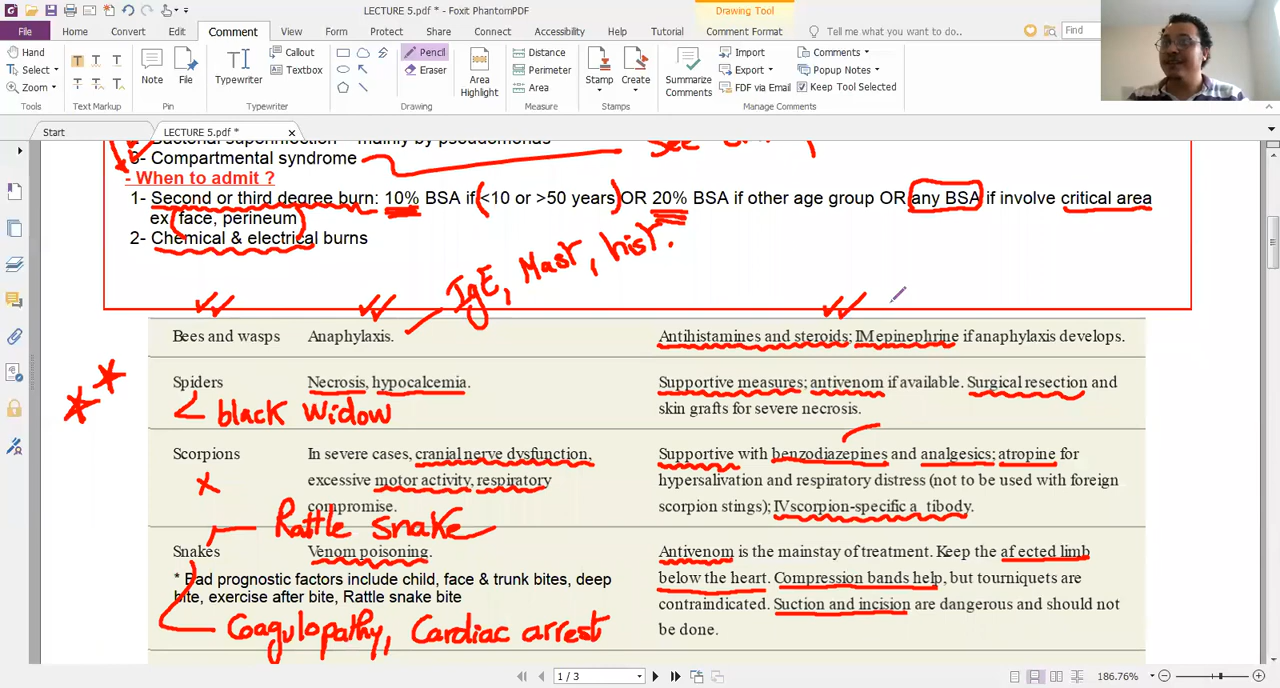 LECTURE 5.pdf * - Foxit PhantomPDF
Drawing Tool
File Home Convert Edit Comment View Form Protect Share Connect Accessibility Help Tutorial Comment Format Tell me what you want to do.. Find
Hand
Select
Zoom
Tools
Text Markup
Note
File
Pin
Typewriter
Callout
Textbox
Typewriter
Pencil
Eraser
Drawing
Area
Highlight
Distance
Perimeter
Area
Measure
Stamp
Create
Stamps
Summarize
Comments
Import
Export
FDF via Email
Comments
Popup Notes
Keep Tool Selected
Manage Comments
Start
LECTURE 5.pdf *
2- Bacterial superinfection mainly by pseudomonas
3- Compartmental syndrome
See
- When to admit ?
1- Second or third degree burn: 10% BSA if <10 or >50 years OR 20% BSA if other age group OR any BSA if involve critical area
ex face, perineum
2- Chemical & electrical burns
IgE, Mast, hist.
Bees and wasps Anaphylaxis. Antihistamines and steroids; IM epinephrine if anaphylaxis develops.
Spiders Necrosis, hypocalcemia. Supportive measures; antivenom if available. Surgical resection and
skin grafts for severe necrosis.
black widow
Scorpions In severe cases, cranial nerve dysfunction, Supportive with benzodiazepines and analgesics; atropine for
excessive motor activity, respiratory hypersalivation and respiratory distress (not to be used with foreign
compromise. scorpion stings); IV scorpion-specific a tibody.
Rattle snake
Snakes Venom poisoning. Antivenom is the mainstay of treatment. Keep the af ected limb
below the heart. Compression bands help, but tourniquets are
* Bad prognostic factors include child, face & trunk bites, deep
bite, exercise after bite, Rattle snake bite
contraindicated. Suction and incision are dangerous and should not
be done.
Coagulopathy, Cardiac arrest
1 / 3
186.76%